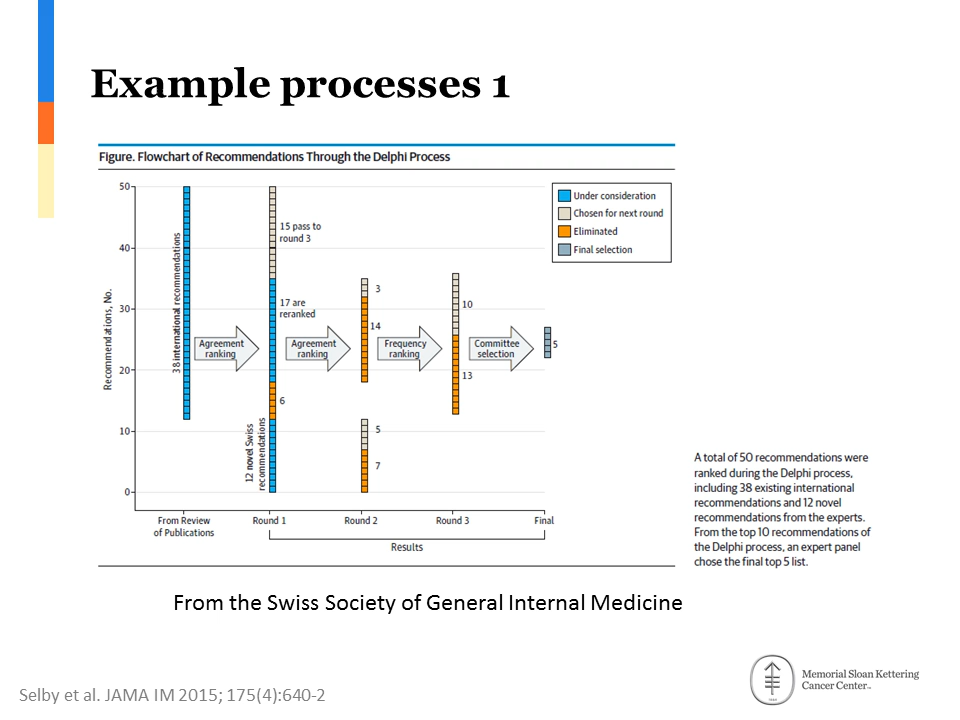 Example processes 1
Figure. Flowchart of Recommendations Through the Delphi Process
50
40
30
20
10
0
Recommendations, No.
38 international recommendations
Agreement
ranking
15 pass to
round 3
17 are
reranked
6
12 novel Swiss
recommendations
Agreement
ranking
3
14
5
7
Frequency
ranking
10
13
Committee
selection
5
Under consideration
Chosen for next round
Eliminated
Final selection
From Review
of Publications
Round 1
Round 2
Round 3
Final
Results
A total of 50 recommendations were
ranked during the Delphi process,
including 38 existing international
recommendations and 12 novel
recommendations from the experts.
From the top 10 recommendations of
the Delphi process, an expert panel
chose the final top 5 list.
From the Swiss Society of General Internal Medicine
Selby et al. JAMA IM 2015; 175(4):640-2
Memorial Sloan Kettering
Cancer Center